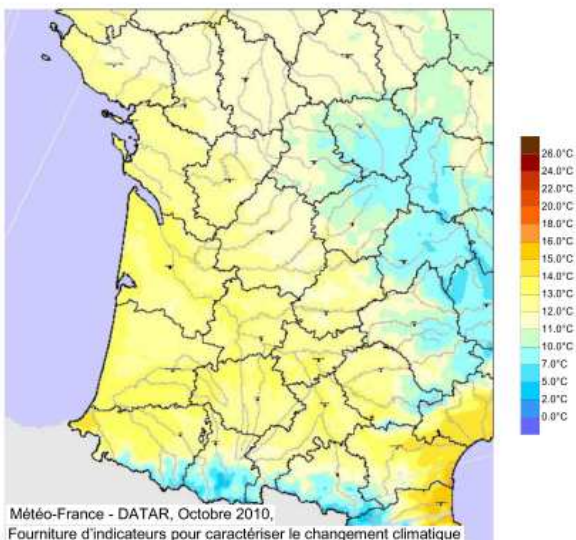 26.0°C
24.0°C
22.0°C
20.0°C
18.0°C
16.0°C
15.0°C
14.0°C
13.0°C
12.0°C
11.0°C
10.0°C
7.0°C
5.0°C
2.0°C
0.0°C
Météo-France - DATAR, Octobre 2010,
Fourniture d'indicateurs pour caractériser le changement climatique